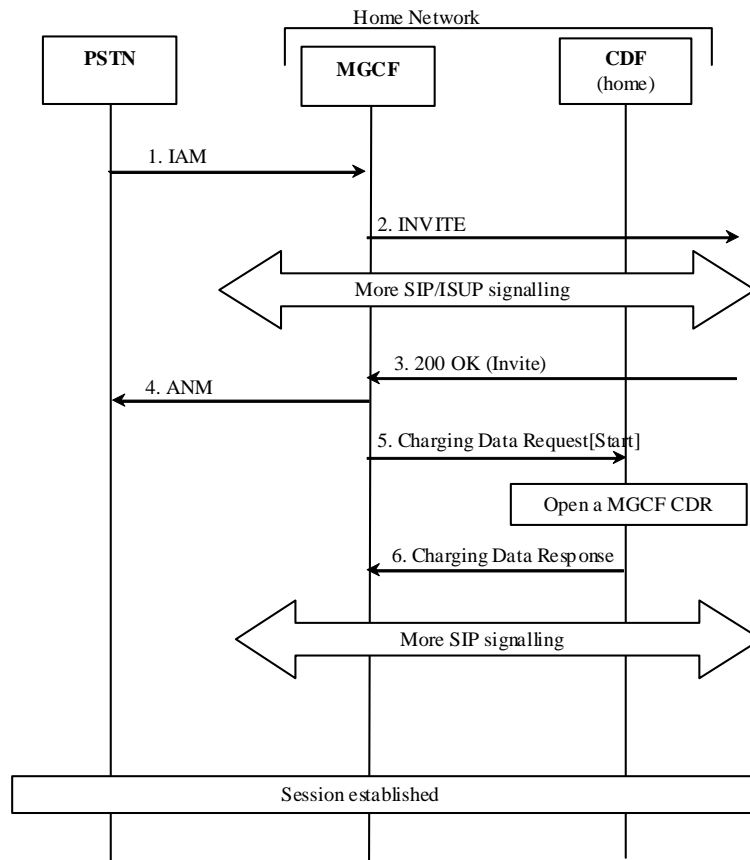 Home Network
PSTN
MGCF
CDF
(home)
1. IAM
2. INVITE
More SIP/ISUP signalling
3. 200 OK (Invite)
4. ANM
5. Charging Data Request[Start]
Open a MGCF CDR
6. Charging Data Response
More SIP signalling
Session established